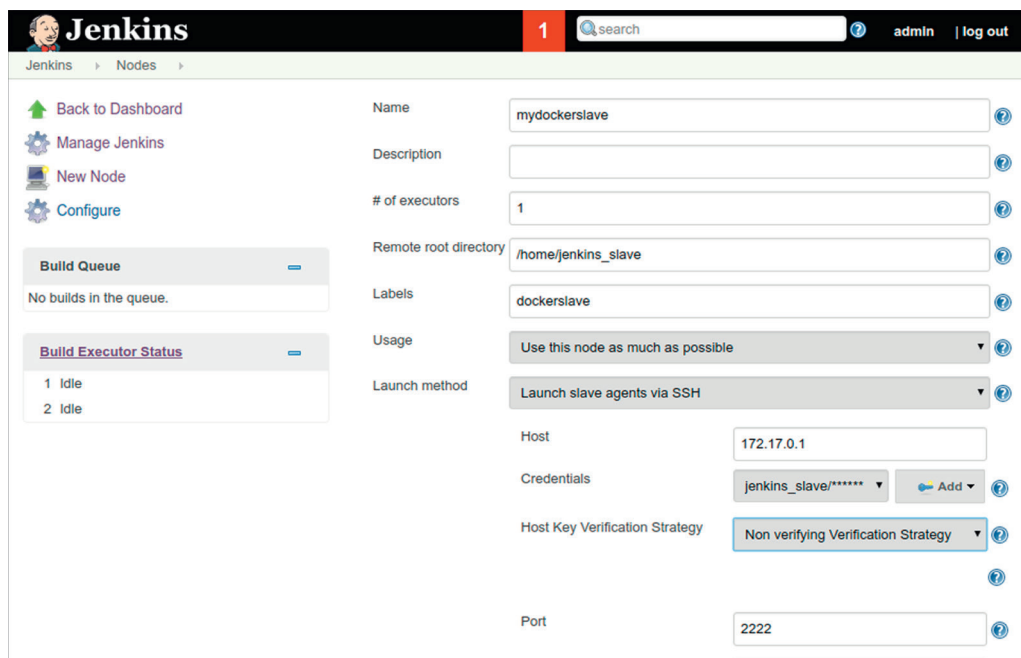 Jenkins
1
search
admin | log out
Jenkins
Nodes
Back to Dashboard
Manage Jenkins
New Node
Configure
Build Queue
No builds in the queue.
Build Executor Status
1 Idle
2 Idle
Name
mydockerslave
Description
# of executors
1
Remote root directory
/home/jenkins_slave
Labels
dockerslave
Usage
Use this node as much as possible
Launch method
Launch slave agents via SSH
Host
172.17.0.1
Credentials
jenkins_slave/******
Add
Host Key Verification Strategy
Non verifying Verification Strategy
Port
2222